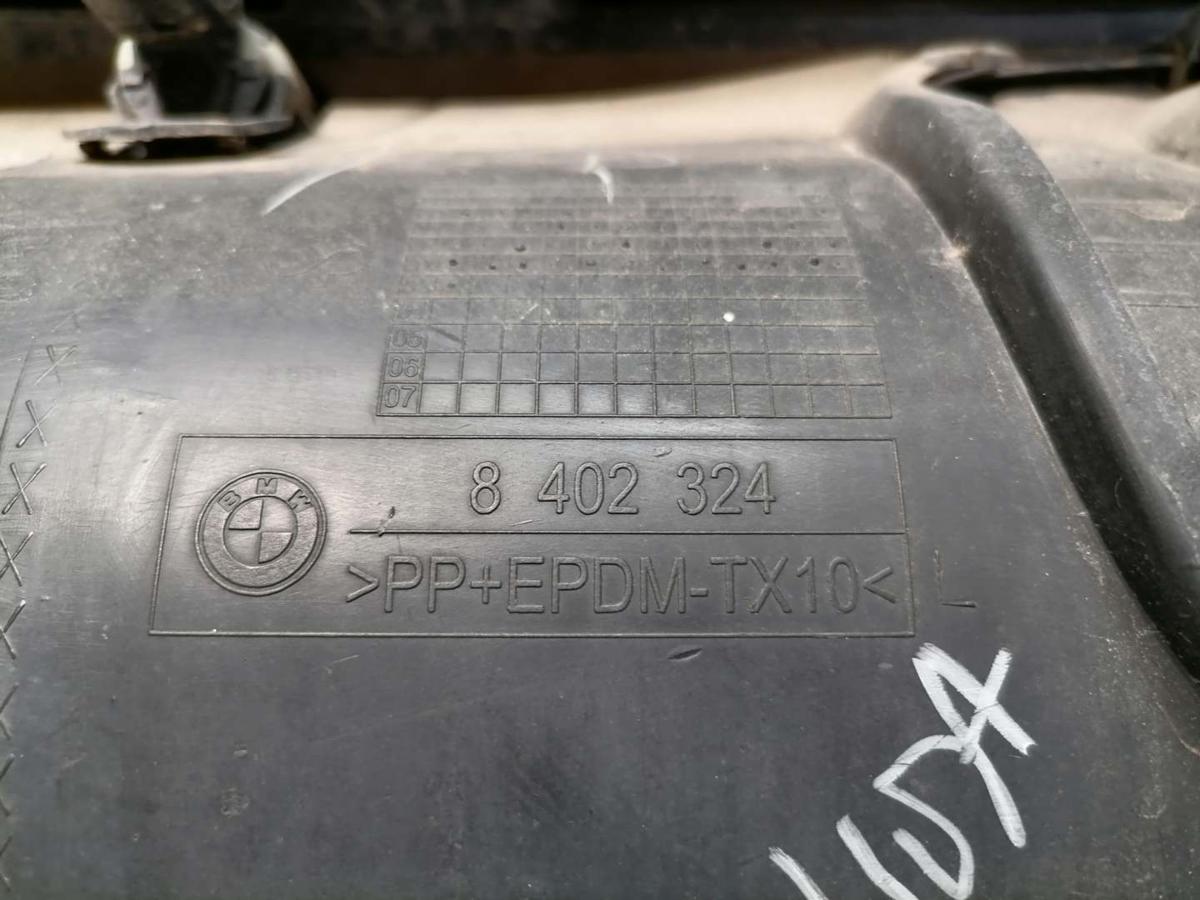 05
06
07
BMW
8 402 324
>PP+EPDM-TX10< L